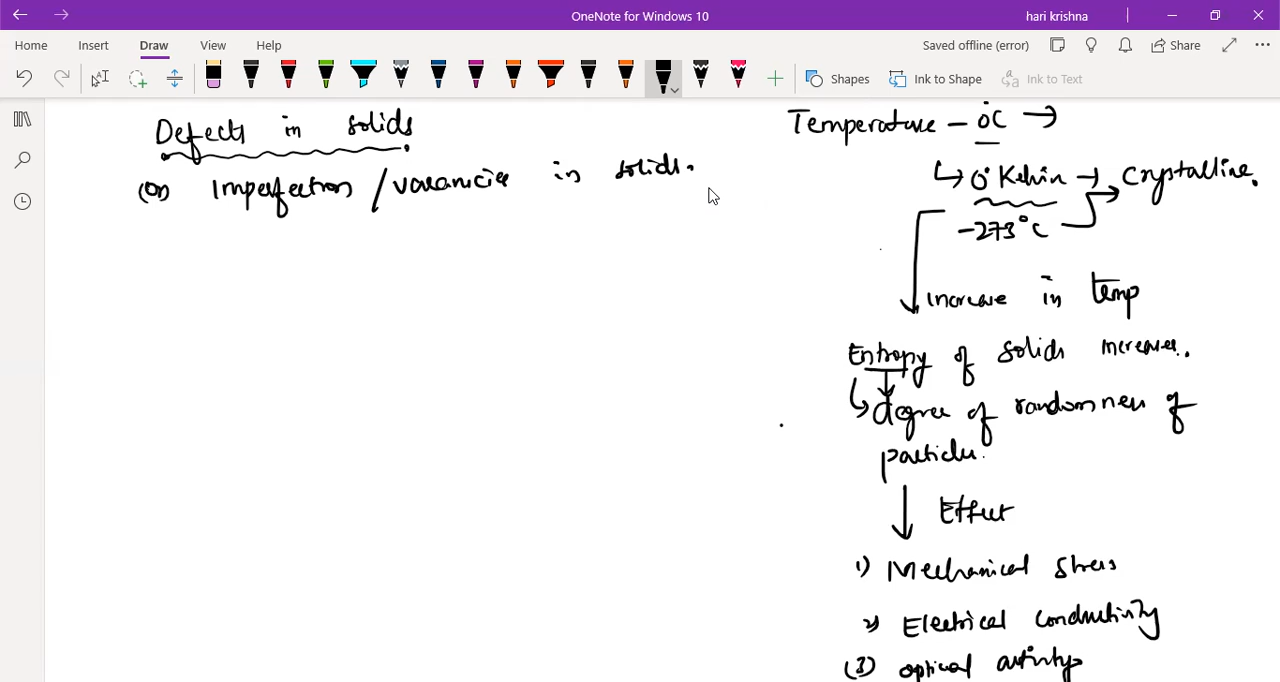 OneNote for Windows 10
hari krishna
Home Insert Draw View Help
Saved offline (error)
Share
Shapes
Ink to Shape
Ink to Text
Defects in solids
(or) Imperfections / vacancies in solids.
Temperature - 0°C →
↳ 0° Kelvin → Crystalline.
-273°C
increase in temp
Entropy of solids increases.
↳ degree of randomness of
particles.
↓ Effect
1) Mechanical stress
2) Electrical conductivity
(3) optical activity